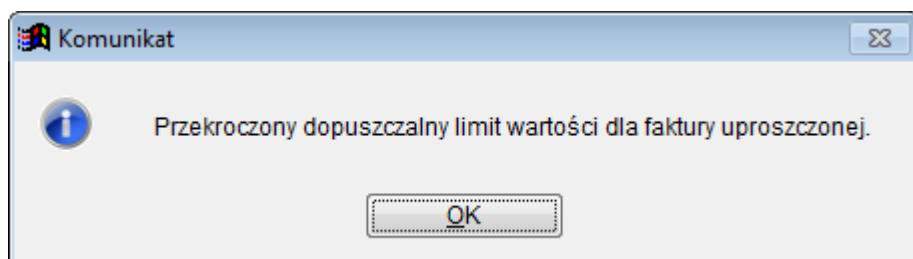 Komunikat
Przekroczony dopuszczalny limit wartości dla faktury uproszczonej.
OK